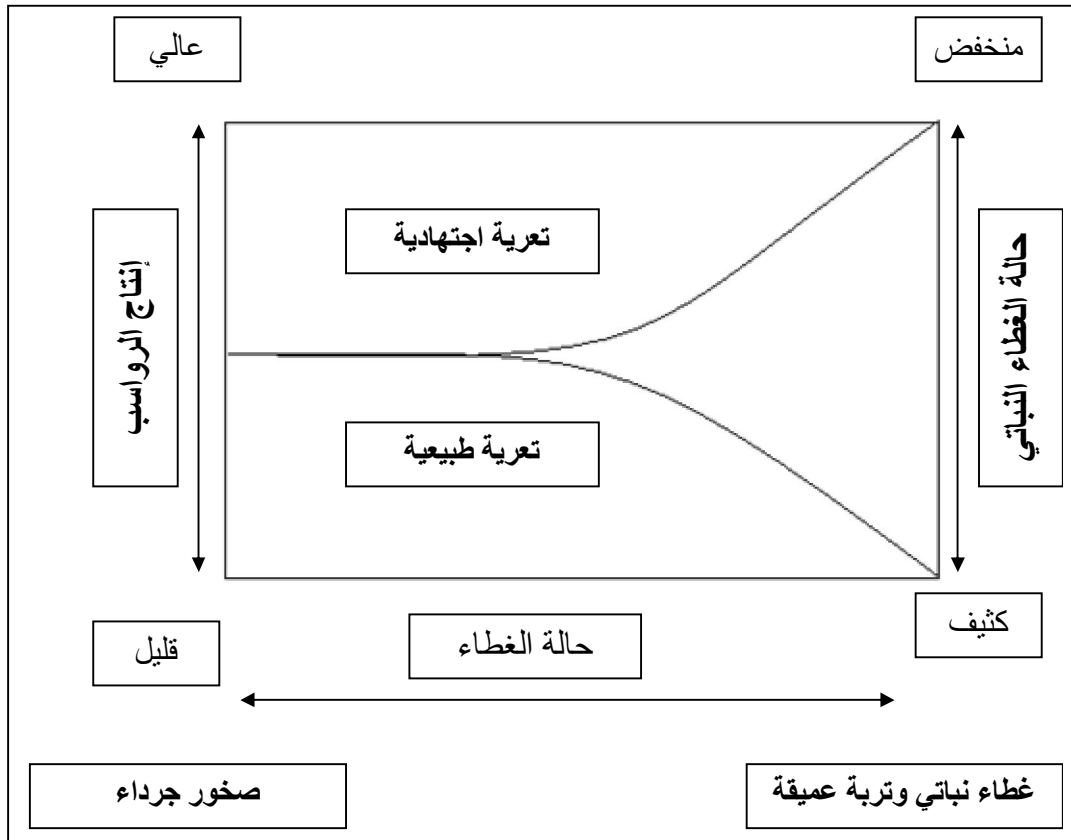 عالي
منخفض
إنتاج الرواسب
تعرية اجتهادية
حالة الغطاء النباتي
تعرية طبيعية
قليل
حالة الغطاء
كثيف
صخور جرداء
غطاء نباتي وتربة عميقة